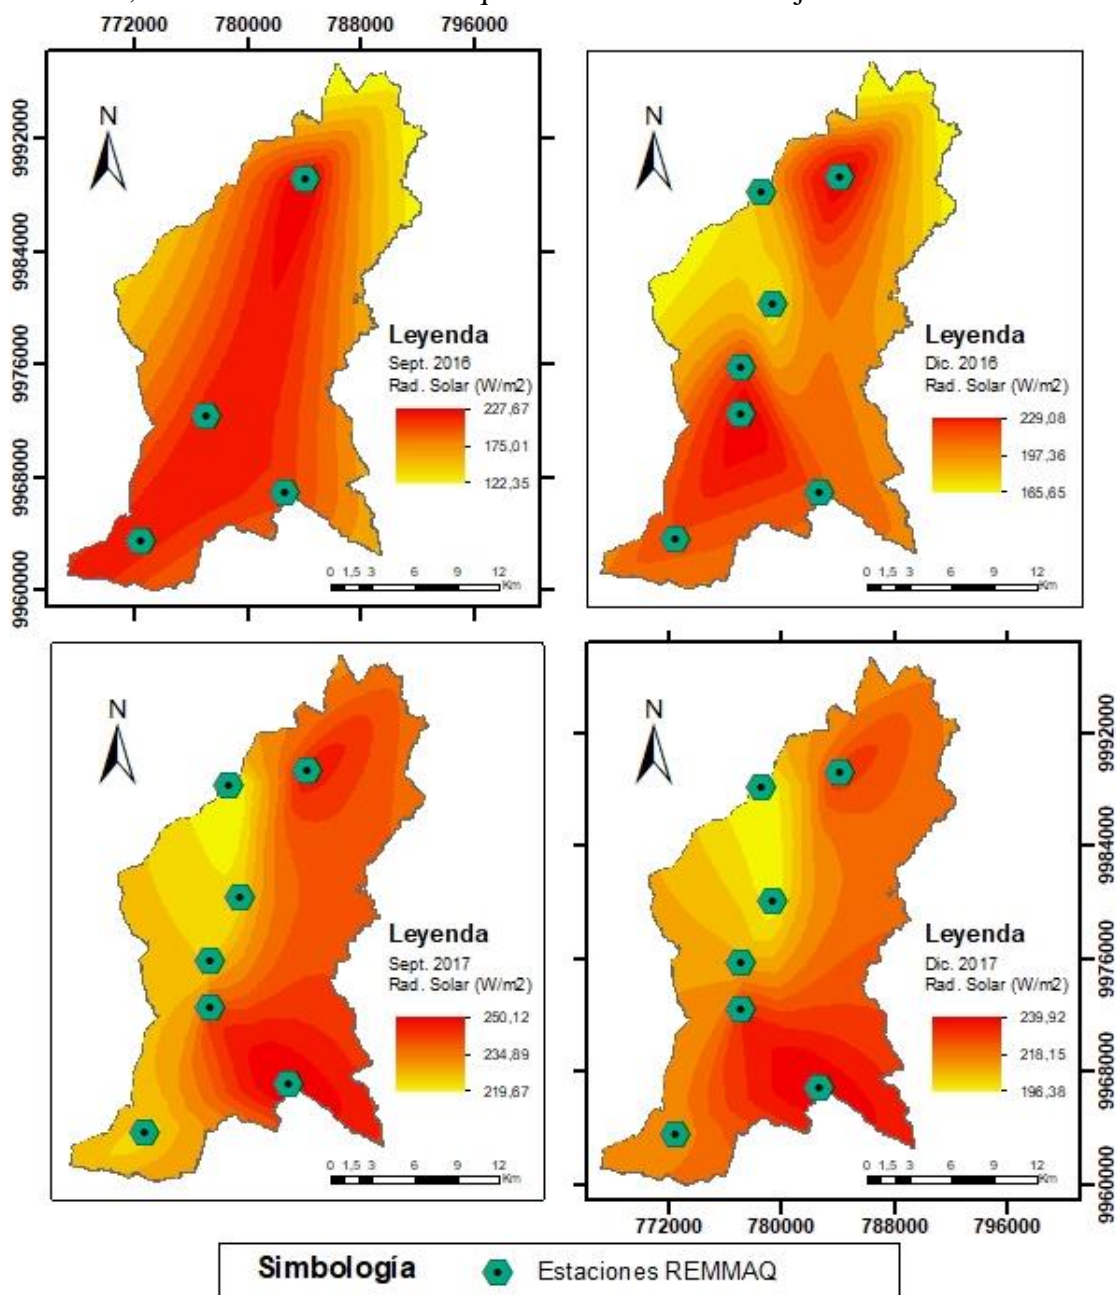 772000 780000 788000 796000
9992000
9984000
9976000
9968000
9960000
N
Leyenda
Sept. 2016
Rad. Solar (W/m2)
227,67
175,01
122,35
0 1,5 3 6 9 12
Km
N
Leyenda
Dic. 2016
Rad. Solar (W/m2)
229,08
197,36
165,65
0 1,5 3 6 9 12
Km
N
Leyenda
Sept. 2017
Rad. Solar (W/m2)
250,12
234,89
219,67
0 1,5 3 6 9 12
Km
N
Leyenda
Dic. 2017
Rad. Solar (W/m2)
239,92
218,15
196,38
0 1,5 3 6 9 12
Km
9992000
9984000
9976000
9968000
9960000
772000 780000 788000 796000
Simbología Estaciones REMMAQ